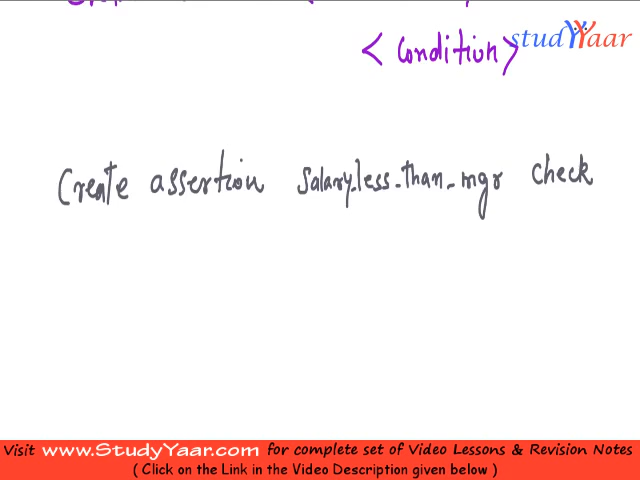 < Condition >
studYYaar
Create assertion Salary_less_than_mgr check
Visit www.StudyYaar.com for complete set of Video Lessons & Revision Notes
( Click on the Link in the Video Description given below )